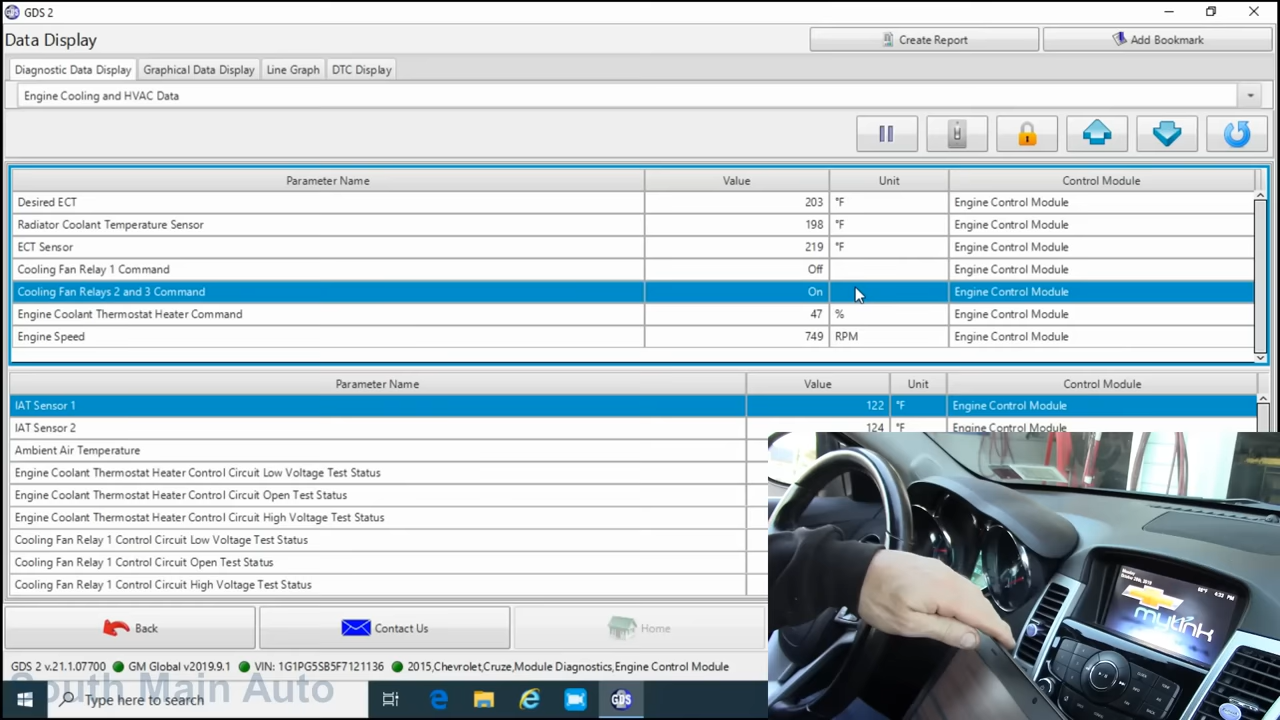 GDS 2
Data Display
Create Report
Add Bookmark
Diagnostic Data Display
Graphical Data Display
Line Graph
DTC Display
Engine Cooling and HVAC Data
Parameter Name Value Unit Control Module
Desired ECT 203 °F Engine Control Module
Radiator Coolant Temperature Sensor 198 °F Engine Control Module
ECT Sensor 219 °F Engine Control Module
Cooling Fan Relay 1 Command Off Engine Control Module
Cooling Fan Relays 2 and 3 Command On Engine Control Module
Engine Coolant Thermostat Heater Command 47 % Engine Control Module
Engine Speed 749 RPM Engine Control Module
Parameter Name Value Unit Control Module
IAT Sensor 1 122 °F Engine Control Module
IAT Sensor 2 124 °F Engine Control Module
Ambient Air Temperature
Engine Coolant Thermostat Heater Control Circuit Low Voltage Test Status
Engine Coolant Thermostat Heater Control Circuit Open Test Status
Engine Coolant Thermostat Heater Control Circuit High Voltage Test Status
Cooling Fan Relay 1 Control Circuit Low Voltage Test Status
Cooling Fan Relay 1 Control Circuit Open Test Status
Cooling Fan Relay 1 Control Circuit High Voltage Test Status
Back
Contact Us
Home
GDS 2 v.21.1.07700 GM Global v2019.9.1 VIN: 1G1PG5SB5F7121136 2015,Chevrolet,Cruze,Module Diagnostics,Engine Control Module
South Main Auto
Type here to search
GDS
Monday
4:22 PM
mylink